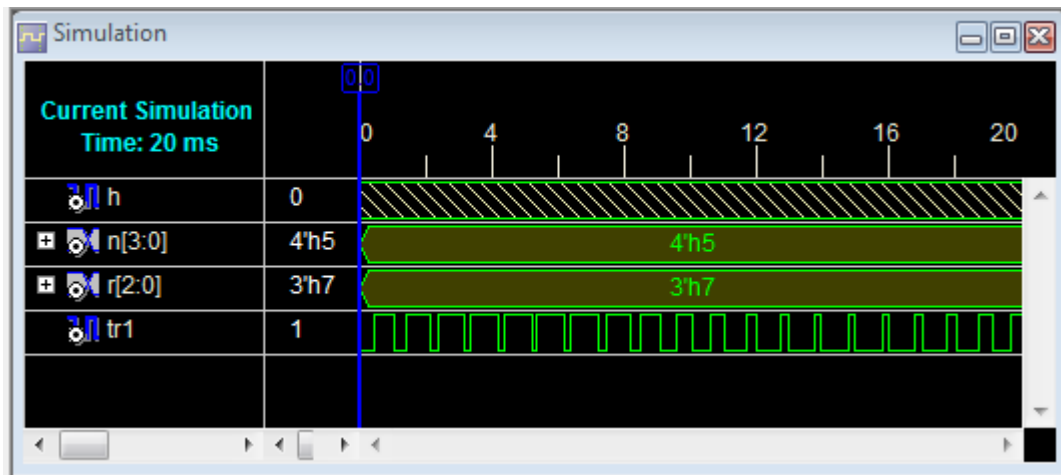 Simulation
0.0
Current Simulation
Time: 20 ms
0 4 8 12 16 20
h 0
n[3:0] 4'h5 4'h5
r[2:0] 3'h7 3'h7
tr1 1